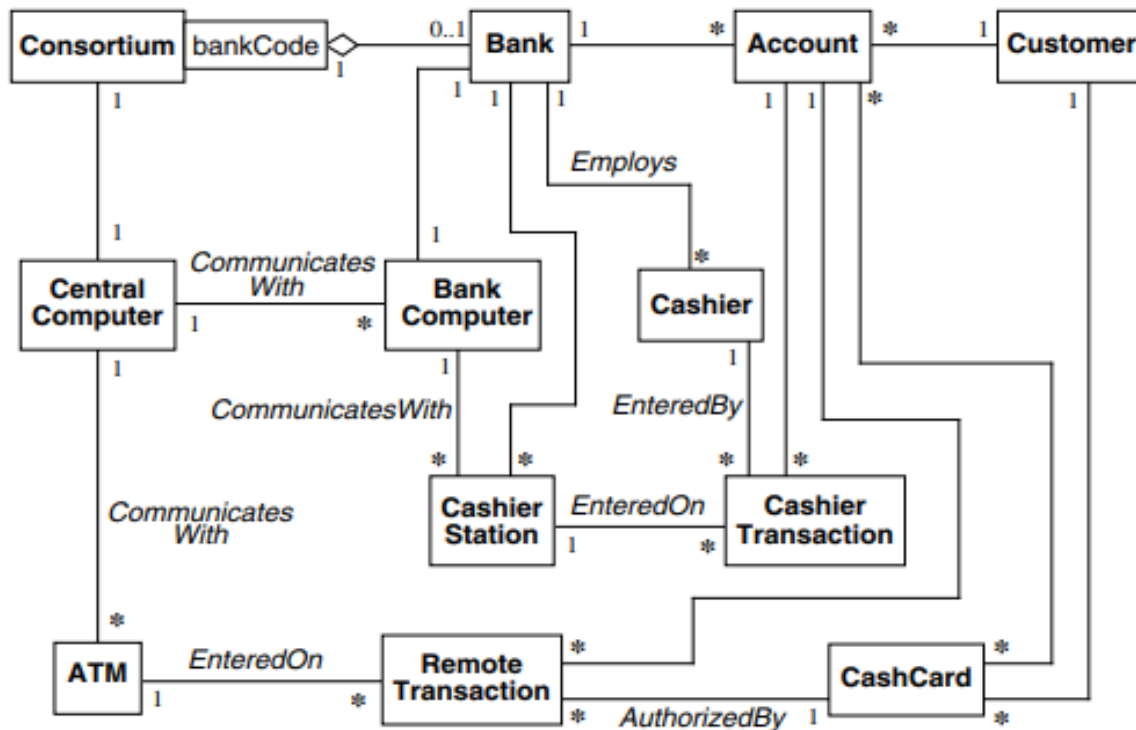 Consortium
bankCode
1
0..1
Bank
1
*
Account
*
1
Customer
1
1
1
1
1
1
*
1
Employs
*
1
Central
Computer
1
Communicates
With
*
1
Bank
Computer
Cashier
1
1
1
CommunicatesWith
EnteredBy
*
*
*
*
Cashier
Station
EnteredOn
1
*
Cashier
Transaction
Communicates
With
*
ATM
1
EnteredOn
*
Remote
Transaction
*
*
AuthorizedBy
1
CashCard
*
*